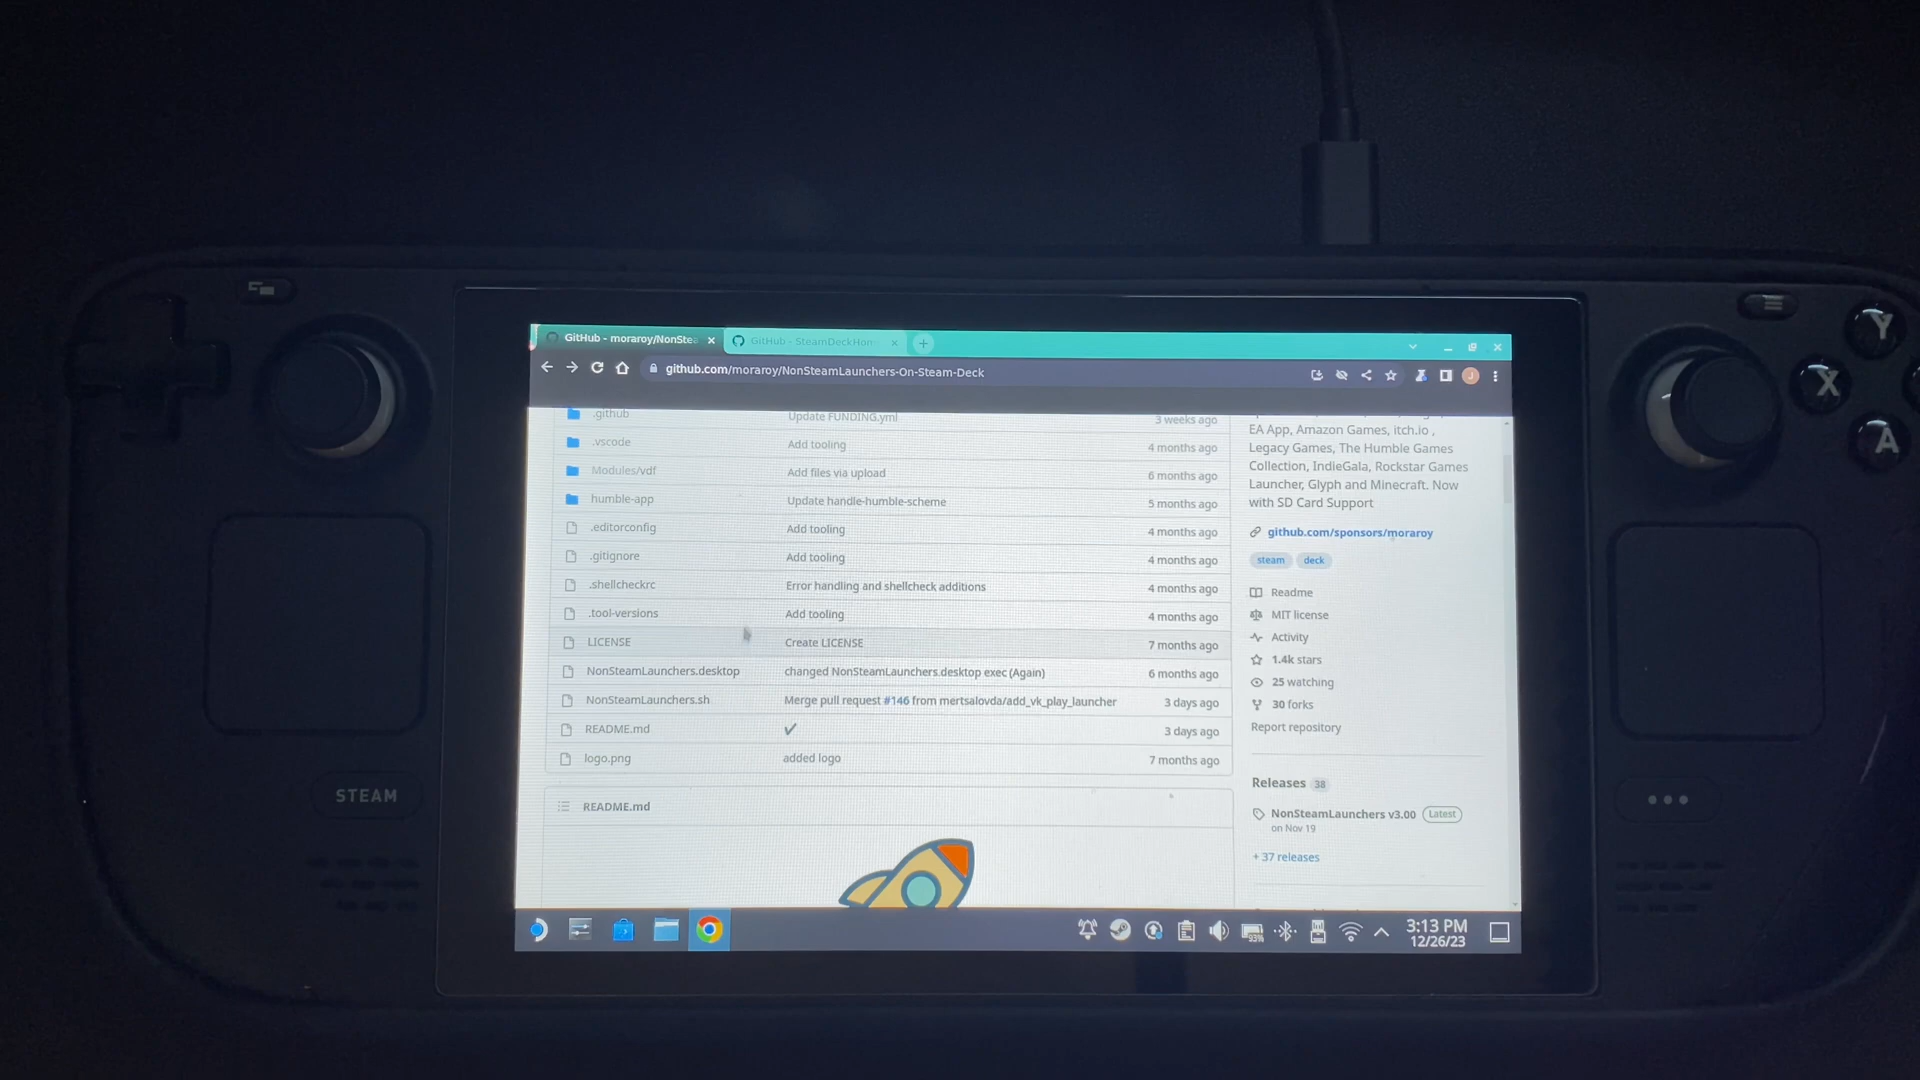 GitHub - moraroy/NonStea
GitHub - SteamDeckHom
github.com/moraroy/NonSteamLaunchers-On-Steam-Deck
.github Update FUNDING.yml 3 weeks ago
.vscode Add tooling 4 months ago
Modules/vdf Add files via upload 6 months ago
humble-app Update handle-humble-scheme 5 months ago
.editorconfig Add tooling 4 months ago
.gitignore Add tooling 4 months ago
.shellcheckrc Error handling and shellcheck additions 4 months ago
.tool-versions Add tooling 4 months ago
LICENSE Create LICENSE 7 months ago
NonSteamLaunchers.desktop changed NonSteamLaunchers.desktop exec (Again) 6 months ago
NonSteamLaunchers.sh Merge pull request #146 from mertsalovda/add_vk_play_launcher 3 days ago
README.md ✓ 3 days ago
logo.png added logo 7 months ago
README.md
EA App, Amazon Games, itch.io ,
Legacy Games, The Humble Games
Collection, IndieGala, Rockstar Games
Launcher, Glyph and Minecraft. Now
with SD Card Support
github.com/sponsors/moraroy
steam deck
Readme
MIT license
Activity
1.4k stars
25 watching
30 forks
Report repository
Releases 38
NonSteamLaunchers v3.00 Latest
on Nov 19
+ 37 releases
J
93%
3:13 PM
12/26/23
STEAM
Y
X
A